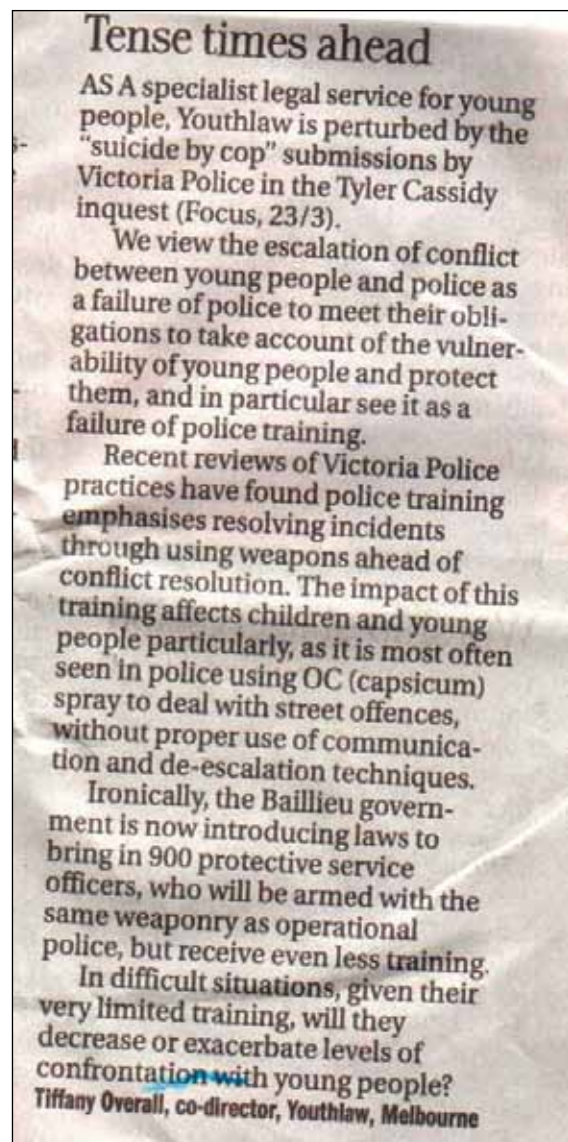 Tense times ahead
AS A specialist legal service for young
people, Youthlaw is perturbed by the
“suicide by cop” submissions by
Victoria Police in the Tyler Cassidy
inquest (Focus, 23/3).
We view the escalation of conflict
between young people and police as
a failure of police to meet their obli-
gations to take account of the vulner-
ability of young people and protect
them, and in particular see it as a
failure of police training.
Recent reviews of Victoria Police
practices have found police training
emphasises resolving incidents
through using weapons ahead of
conflict resolution. The impact of this
training affects children and young
people particularly, as it is most often
seen in police using OC (capsicum)
spray to deal with street offences,
without proper use of communica-
tion and de-escalation techniques.
Ironically, the Baillieu govern-
ment is now introducing laws to
bring in 900 protective service
officers, who will be armed with the
same weaponry as operational
police, but receive even less training.
In difficult situations, given their
very limited training, will they
decrease or exacerbate levels of
confrontation with young people?
Tiffany Overall, co-director, Youthlaw, Melbourne